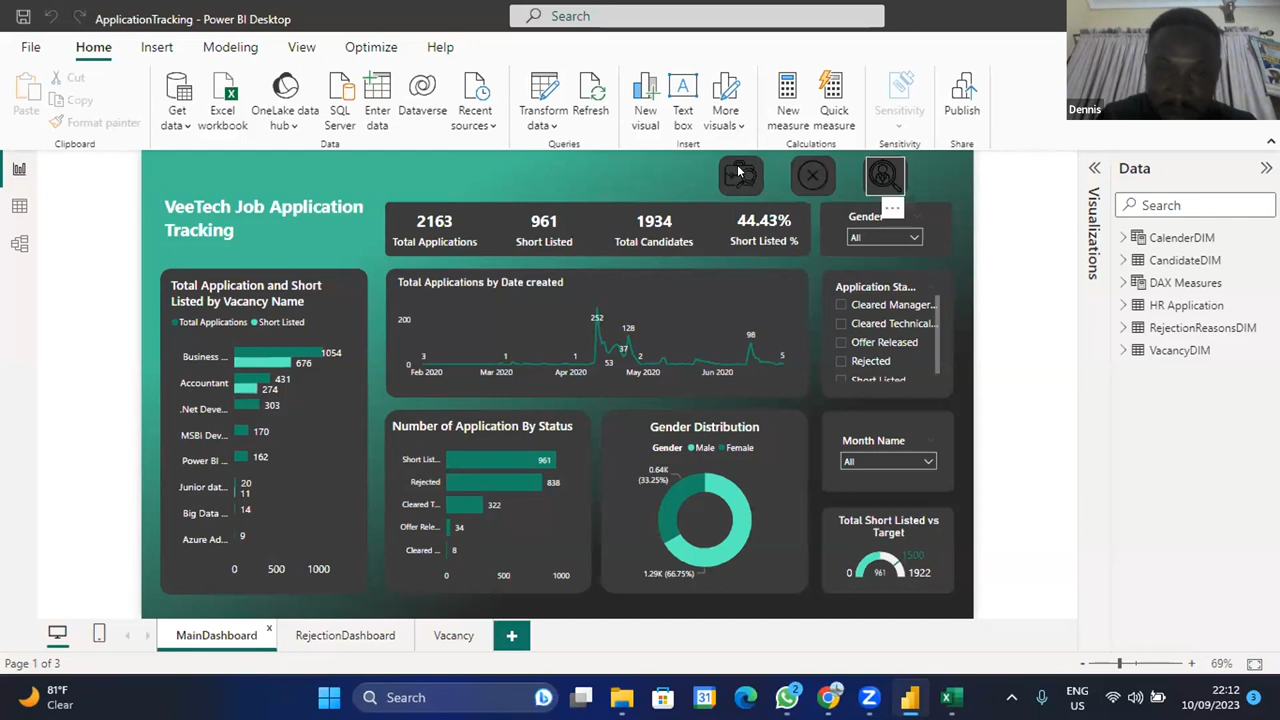 ApplicationTracking - Power BI Desktop
Search
Dennis
File
Home
Insert
Modeling
View
Optimize
Help
Paste
Cut
Copy
Format painter
Clipboard
Get
data
Excel
workbook
OneLake data
hub
SQL
Server
Enter
data
Dataverse
Recent
sources
Data
Transform
data
Refresh
Queries
New
visual
Text
box
More
visuals
Insert
New
measure
Quick
measure
Calculations
Sensitivity
Sensitivity
Publish
Share
VeeTech Job Application
Tracking
2163
Total Applications
961
Short Listed
1934
Total Candidates
44.43%
Short Listed %
Gender
All
Total Application and Short
Listed by Vacancy Name
Total Applications
Short Listed
Business ...
1054
676
Accountant
431
274
.Net Deve...
303
MSBI Dev...
170
Power BI ...
162
Junior dat...
20
11
Big Data ...
14
Azure Ad...
9
0
500
1000
Total Applications by Date created
200
0
3
1
1
252
53
37
128
2
98
5
Feb 2020
Mar 2020
Apr 2020
May 2020
Jun 2020
Application Sta...
Cleared Manager...
Cleared Technical...
Offer Released
Rejected
Short Listed
Number of Application By Status
Short List...
961
Rejected
838
Cleared T...
322
Offer Rele...
34
Cleared ...
8
0
500
1000
Gender Distribution
Gender
Male
Female
0.64K
(33.25%)
1.29K (66.75%)
Month Name
All
Total Short Listed vs
Target
1500
0
961
1922
Visualizations
Data
Search
CalenderDIM
CandidateDIM
DAX Measures
HR Application
RejectionReasonsDIM
VacancyDIM
MainDashboard
RejectionDashboard
Vacancy
Page 1 of 3
69%
81°F
Clear
Search
2
31
ENG
US
22:12
10/09/2023
3